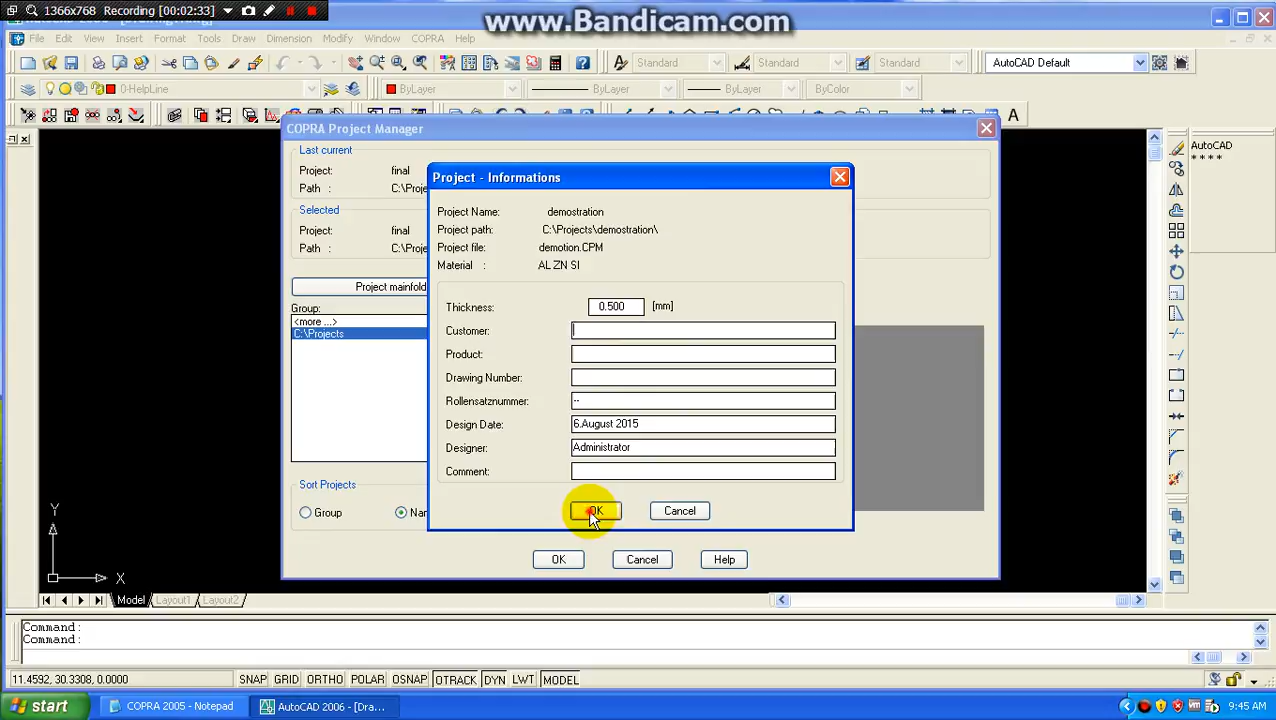 1366x768 Recording [00:02:33]
www.Bandicam.com
File Edit View Insert Format Tools Draw Dimension Modify Window COPRA Help
Standard Standard Standard AutoCAD Default
0-HelpLine ByLayer ByLayer ByLayer ByColor
COPRA Project Manager
Last current
Project: final
Path :
Selected
Project: final
Path :
Project mainfold
Group:
<more ...>
C:\Projects
Sort Projects
Group
OK Cancel Help
Project - Informations
Project Name: demostration
Project path: C:\Projects\demostration\
Project file: demotion.CPM
Material : AL ZN SI
Thickness: 0.500 [mm]
Customer:
Product:
Drawing Number:
Rollensatznummer: --
Design Date: 6.August 2015
Designer: Administrator
Comment:
OK Cancel
AutoCAD
* * * *
Y
X
Model Layout1 Layout2
Command:
Command:
11.4592, 30.3308, 0.0000 SNAP GRID ORTHO POLAR OSNAP OTRACK DYN LWT MODEL
start COPRA 2005 - Notepad AutoCAD 2006 - [Dra... 9:45 AM